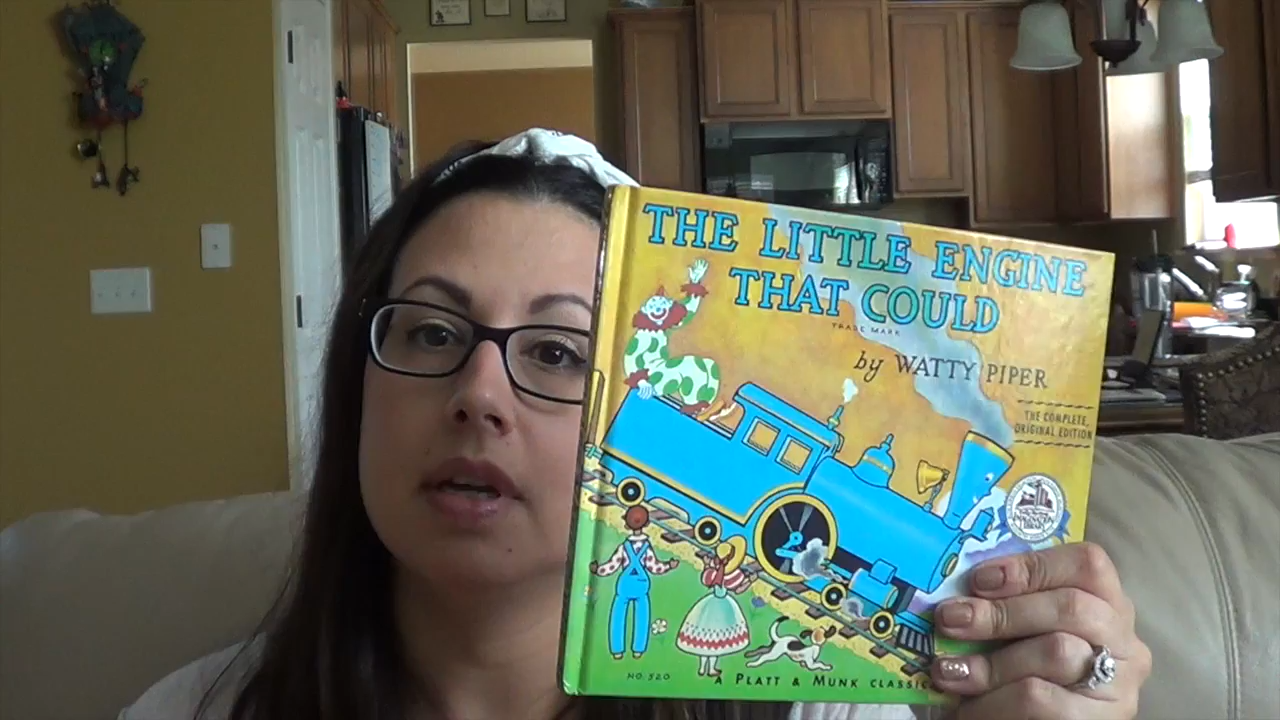 THE LITTLE ENGINE
THAT COULD
TRADE MARK
by WATTY PIPER
THE COMPLETE,
ORIGINAL EDITION
NO. 520
A PLATT & MUNK CLASSIC